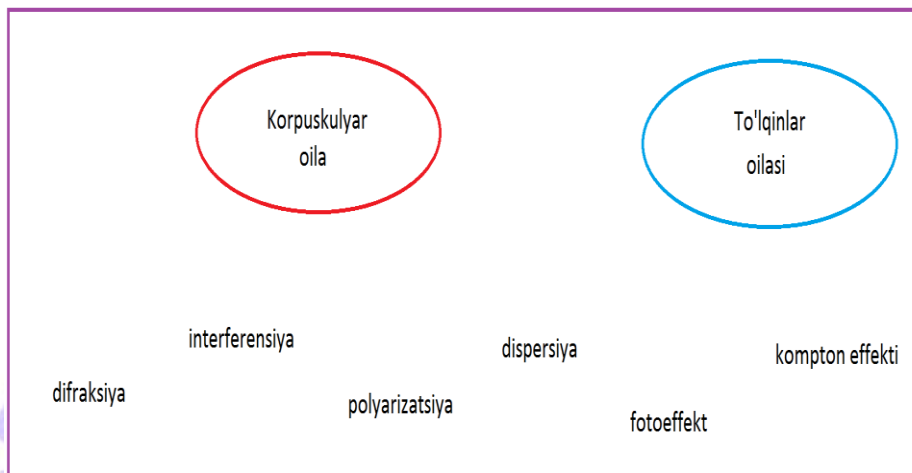 Korpuskulyar
oila
To'lqinlar
oilasi
interferensiya
dispersiya
kompton effekti
difraksiya
polyarizatsiya
fotoeffekt